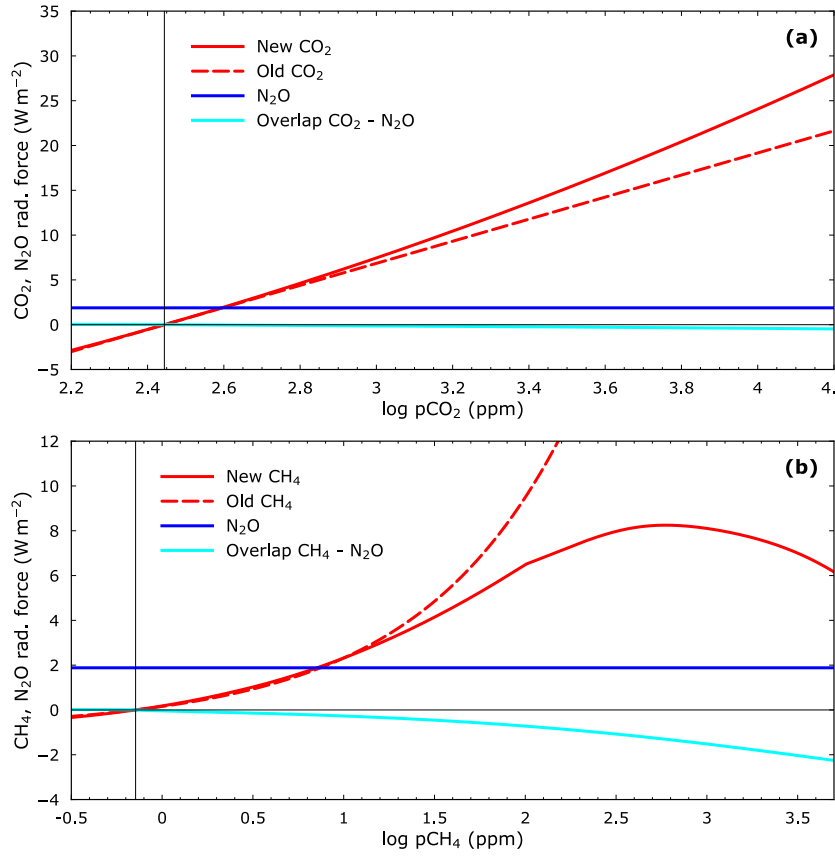 (a)
New CO₂
Old CO₂
N₂O
Overlap CO₂ - N₂O
CO₂, N₂O rad. force (W m⁻²)
35
30
25
20
15
10
5
0
−5
2.2 2.4 2.6 2.8 3 3.2 3.4 3.6 3.8 4 4.
log pCO₂ (ppm)
(b)
New CH₄
Old CH₄
N₂O
Overlap CH₄ - N₂O
CH₄, N₂O rad. force (W m⁻²)
12
10
8
6
4
2
0
−2
−4
-0.5 0 0.5 1 1.5 2 2.5 3 3.5
log pCH₄ (ppm)